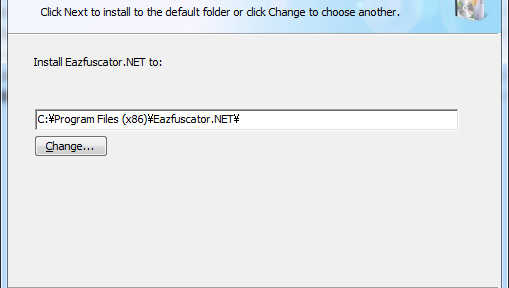 Click Next to install to the default folder or click Change to choose another.
Install Eazfuscator.NET to:
C:¥Program Files (x86)¥Eazfuscator.NET¥
Change...